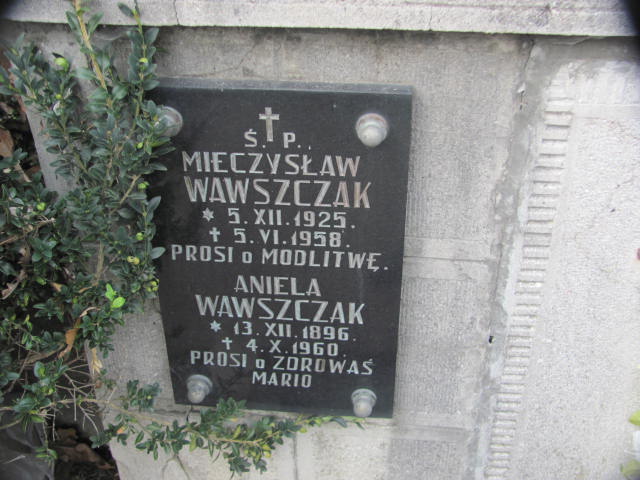 Ś. P.
MIECZYSŁAW
WAWSZCZAK
* 5. XII. 1925.
✝ 5. VI. 1958.
PROSI o MODLITWĘ.
ANIELA
WAWSZCZAK
* 13. XII. 1896.
✝ 4. X. 1960.
PROSI o ZDROWAŚ
MARIO